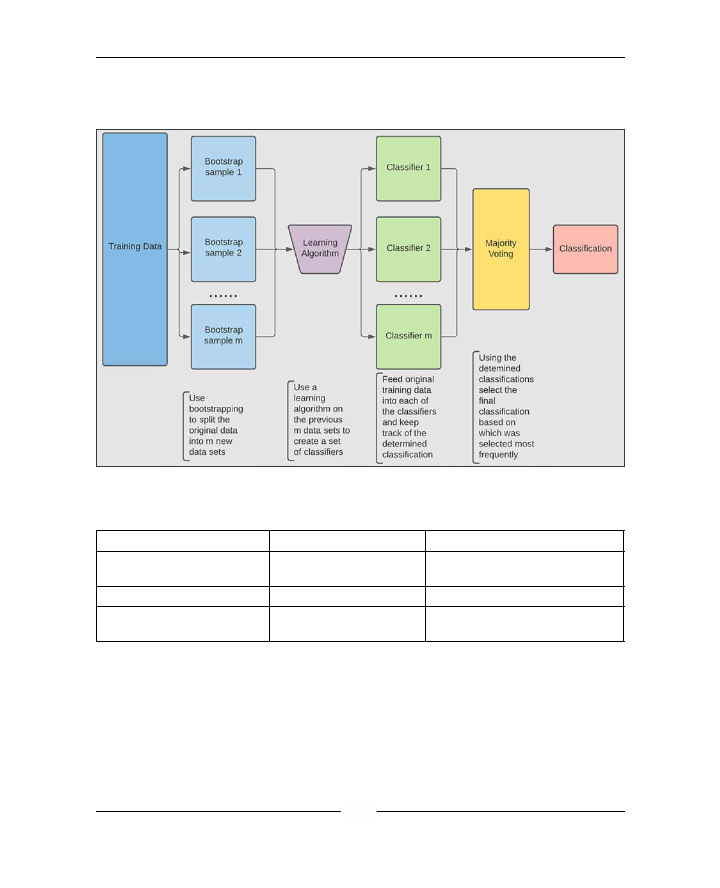 Training Data
Bootstrap
sample 1
Bootstrap
sample 2
......
Bootstrap
sample m
Learning
Algorithm
Classifier 1
Classifier 2
......
Classifier m
Majority
Voting
Classification
Use
bootstrapping
to split the
original data
into m new
data sets
Use a
learning
algorithm on
the previous
m data sets to
create a set
of classifiers
Feed original
training data
into each of
the classifiers
and keep
track of the
determined
classification
Using the
detemined
classifications
select the
final
classification
based on
which was
selected most
frequently